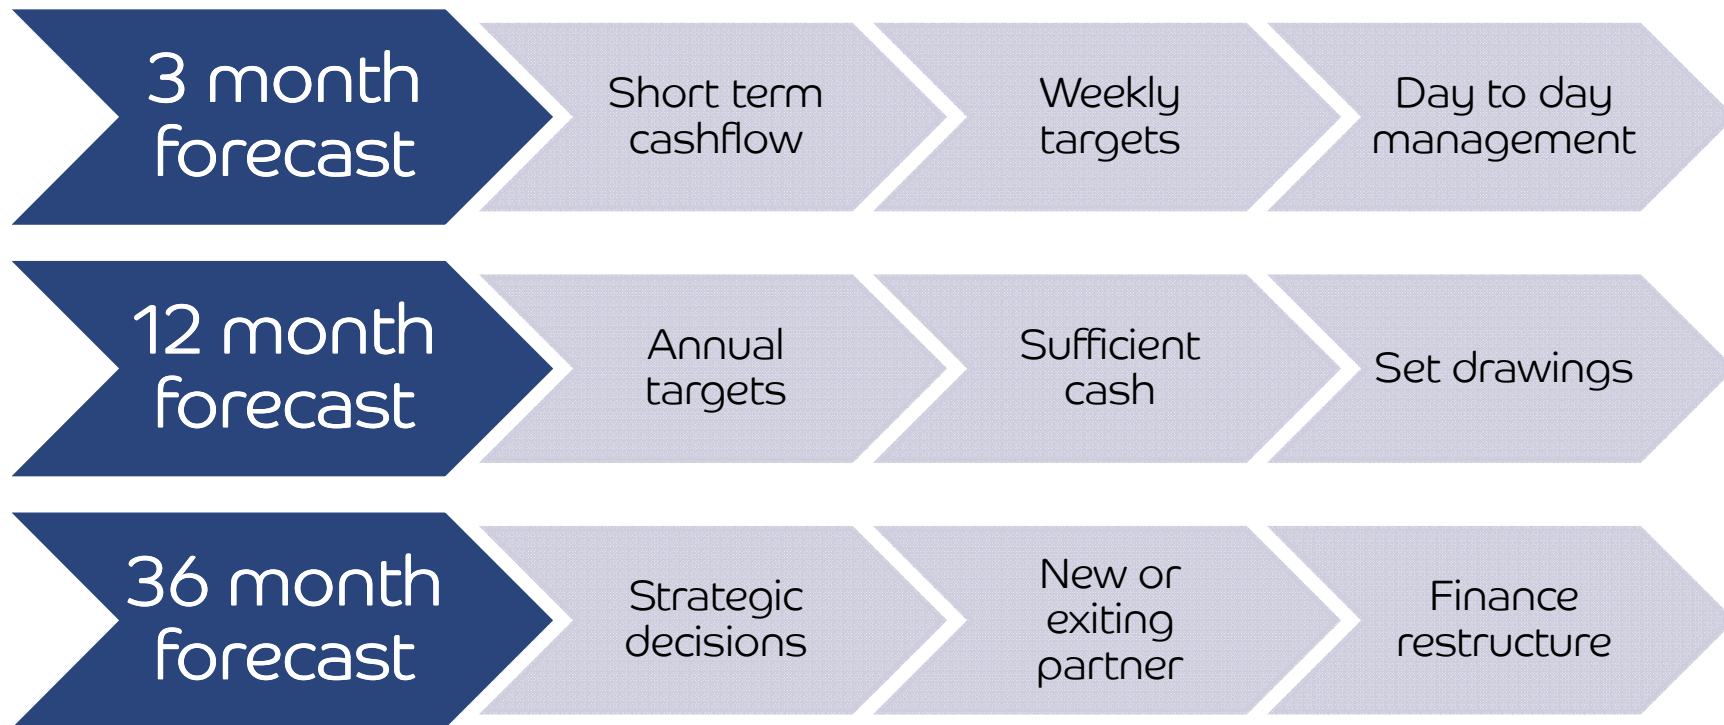 3 month
forecast
Short term
cashflow
Weekly
targets
Day to day
management
12 month
forecast
Annual
targets
Sufficient
cash
Set drawings
36 month
forecast
Strategic
decisions
New or
exiting
partner
Finance
restructure